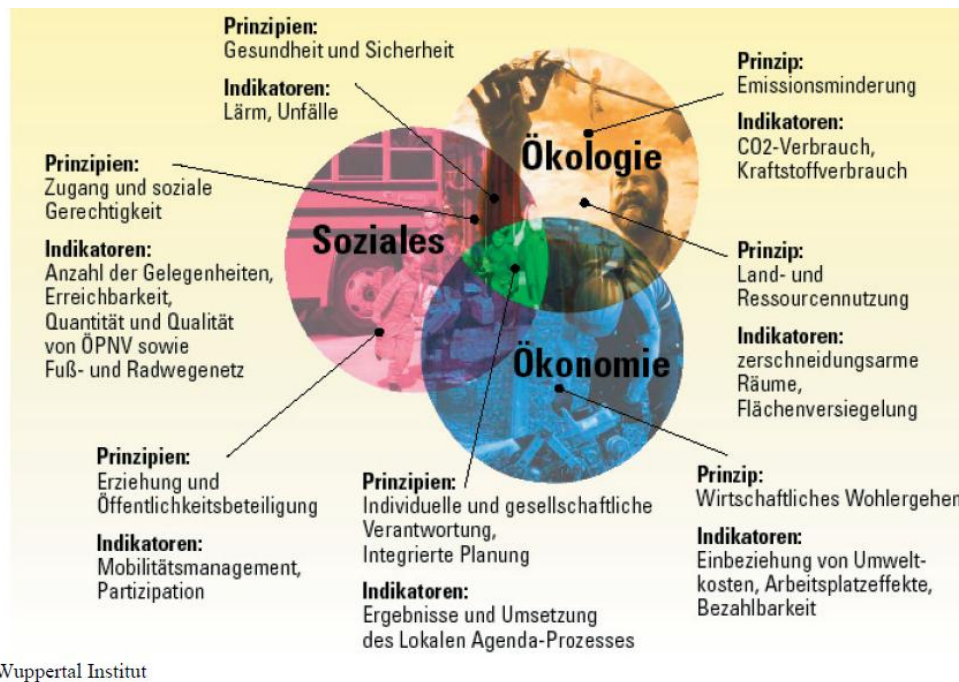 Prinzipien:
Gesundheit und Sicherheit
Indikatoren:
Lärm, Unfälle
Prinzip:
Emissionsminderung
Indikatoren:
CO2-Verbrauch,
Kraftstoffverbrauch
Ökologie
Prinzipien:
Zugang und soziale
Gerechtigkeit
Indikatoren:
Anzahl der Gelegenheiten,
Erreichbarkeit,
Quantität und Qualität
von ÖPNV sowie
Fuß- und Radwegenetz
Soziales
Prinzip:
Land- und
Ressourcennutzung
Indikatoren:
zerschneidungsarme
Räume,
Flächenversiegelung
Ökonomie
Prinzipien:
Erziehung und
Öffentlichkeitsbeteiligung
Indikatoren:
Mobilitätsmanagement,
Partizipation
Prinzipien:
Individuelle und gesellschaftliche
Verantwortung,
Integrierte Planung
Indikatoren:
Ergebnisse und Umsetzung
des Lokalen Agenda-Prozesses
Prinzip:
Wirtschaftliches Wohlergehen
Indikatoren:
Einbeziehung von Umwelt-
kosten, Arbeitsplatzeffekte,
Bezahlbarkeit
Wuppertal Institut